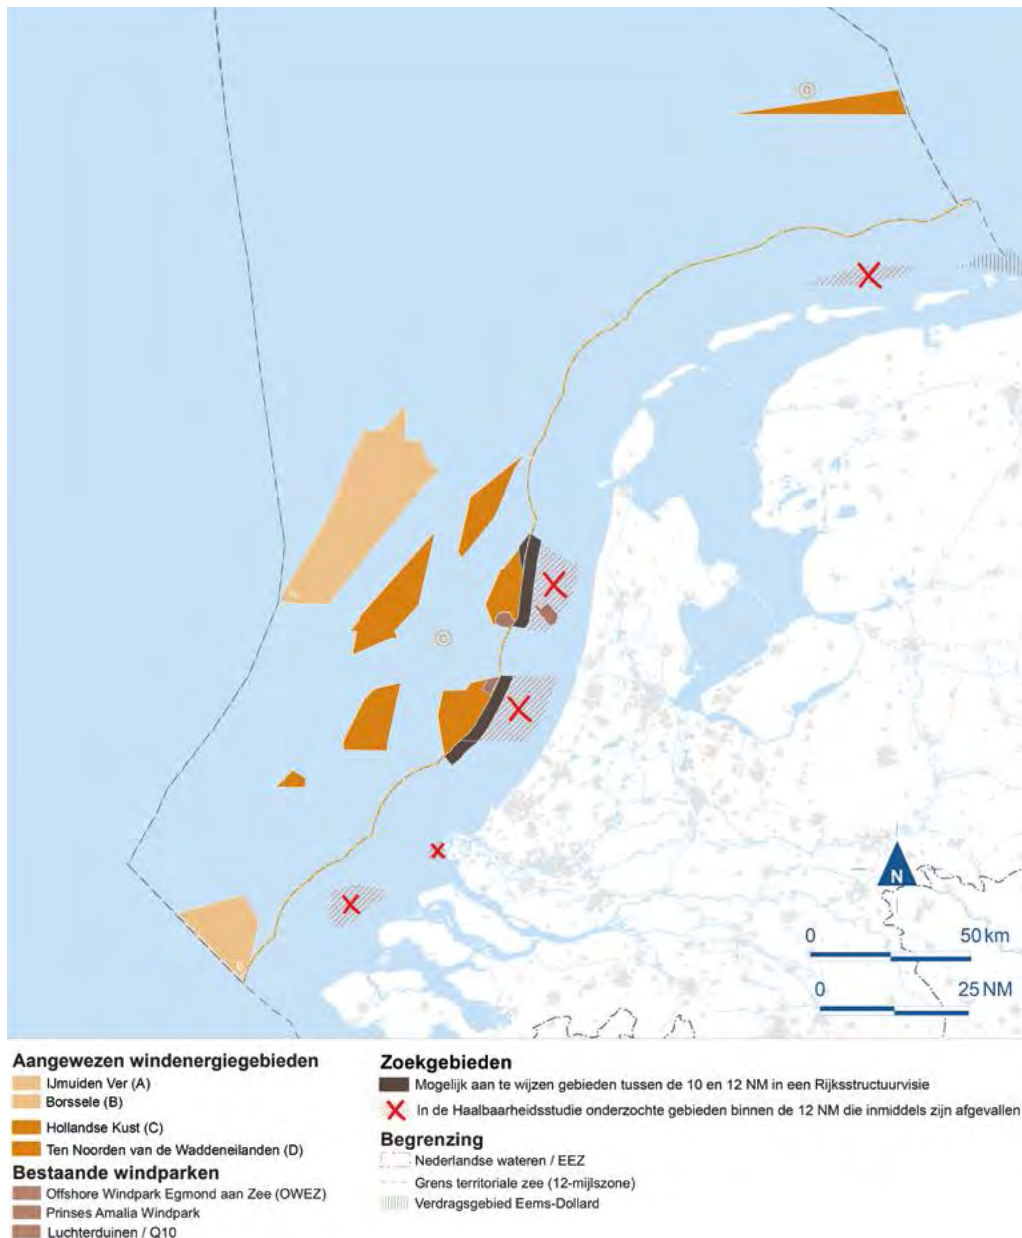 N
0 50 km
0 25 NM
Aangewezen windenergiegebieden
IJmuiden Ver (A)
Borssele (B)
Hollandse Kust (C)
Ten Noorden van de Waddeneilanden (D)
Bestaande windparken
Offshore Windpark Egmond aan Zee (OWEZ)
Prinses Amalia Windpark
Luchterduinen / Q10
Zoekgebieden
Mogelijk aan te wijzen gebieden tussen de 10 en 12 NM in een Rijksstructuurvisie
In de Haalbaarheidsstudie onderzochte gebieden binnen de 12 NM die inmiddels zijn afgevallen
Begrenzing
Nederlandse wateren / EEZ
Grens territoriale zee (12-mijlszone)
Verdragsgebied Eems-Dollard